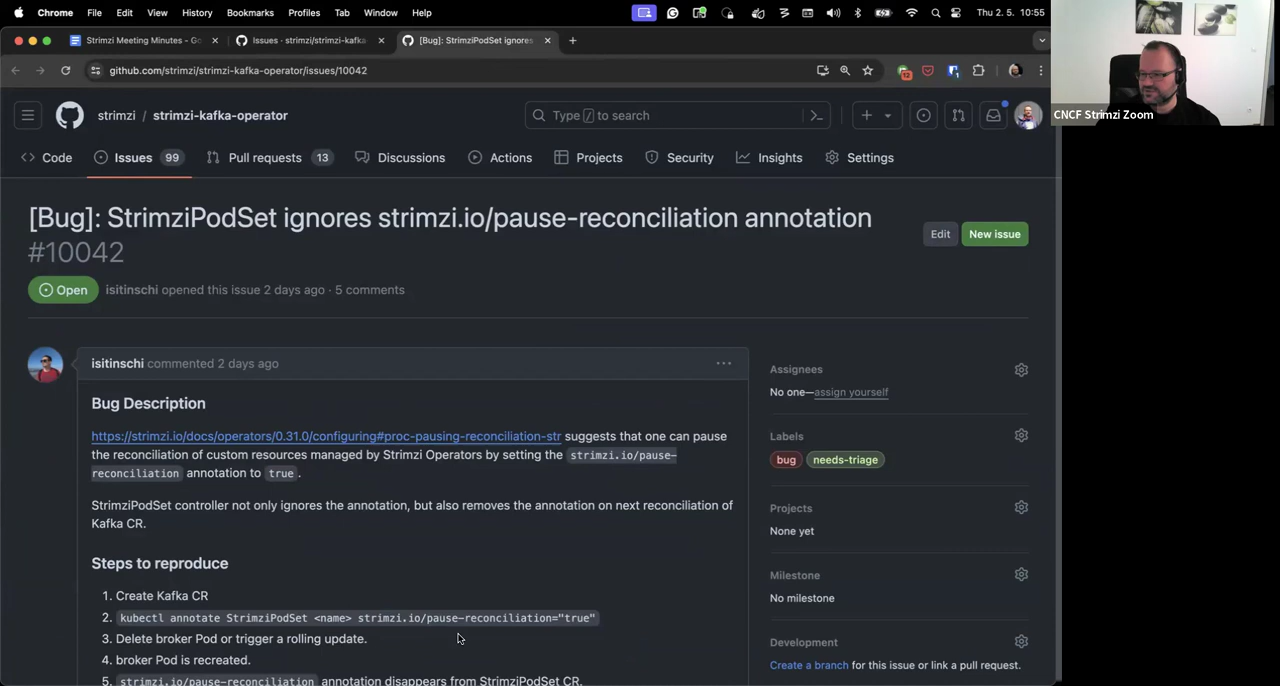 Chrome File Edit View History Bookmarks Profiles Tab Window Help Thu 2. 5. 10:55
Strimzi Meeting Minutes – Go Issues · strimzi/strimzi-kafka- [Bug]: StrimziPodSet ignores
github.com/strimzi/strimzi-kafka-operator/issues/10042
12
1
CNCF Strimzi Zoom
strimzi / strimzi-kafka-operator
Type / to search
Code Issues 99 Pull requests 13 Discussions Actions Projects Security Insights Settings
[Bug]: StrimziPodSet ignores strimzi.io/pause-reconciliation annotation
#10042
Edit New issue
Open isitinschi opened this issue 2 days ago · 5 comments
isitinschi commented 2 days ago
Bug Description
https://strimzi.io/docs/operators/0.31.0/configuring#proc-pausing-reconciliation-str suggests that one can pause
the reconciliation of custom resources managed by Strimzi Operators by setting the strimzi.io/pause-
reconciliation annotation to true.
StrimziPodSet controller not only ignores the annotation, but also removes the annotation on next reconciliation of
Kafka CR.
Steps to reproduce
1. Create Kafka CR
2. kubectl annotate StrimziPodSet <name> strimzi.io/pause-reconciliation="true"
3. Delete broker Pod or trigger a rolling update.
4. broker Pod is recreated.
5. strimzi.io/pause-reconciliation annotation disappears from StrimziPodSet CR.
Assignees
No one—assign yourself
Labels
bug needs-triage
Projects
None yet
Milestone
No milestone
Development
Create a branch for this issue or link a pull request.